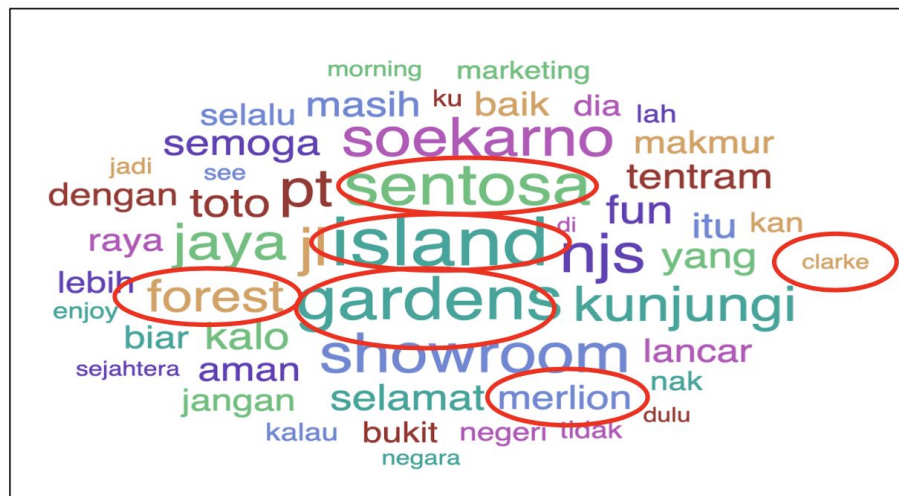 morning marketing
selalu masih ku baik dia lah
semoga soekarno makmur
jadi see
dengan toto pt sentosa tentram
fun itu kan
raya jaya jl island di njs yang clarke
lebih forest gardens kunjungi
enjoy
biar kalo showroom lancar
sejahtera aman nak
jangan selamat merlion dulu
kalau bukit negeri tidak
negara